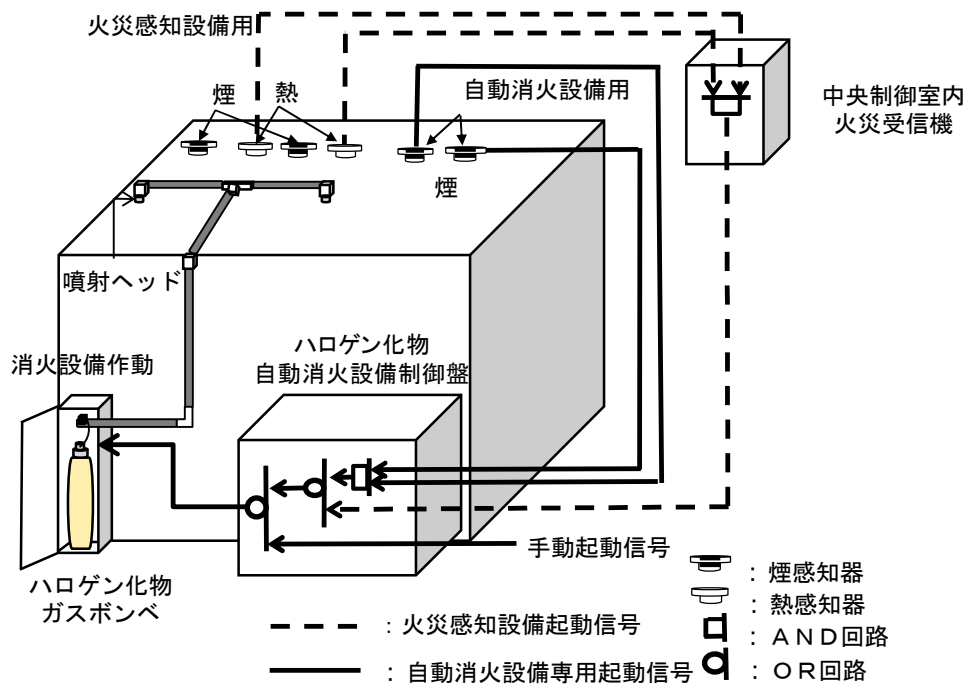 火災感知設備用
煙
熱
自動消火設備用
中央制御室内
火災受信機
煙
噴射ヘッド
消火設備作動
ハロゲン化物
自動消火設備制御盤
手動起動信号
ハロゲン化物
ガスボンベ
：煙感知器
：熱感知器
：火災感知設備起動信号
：ＡＮＤ回路
：自動消火設備専用起動信号
：ＯＲ回路